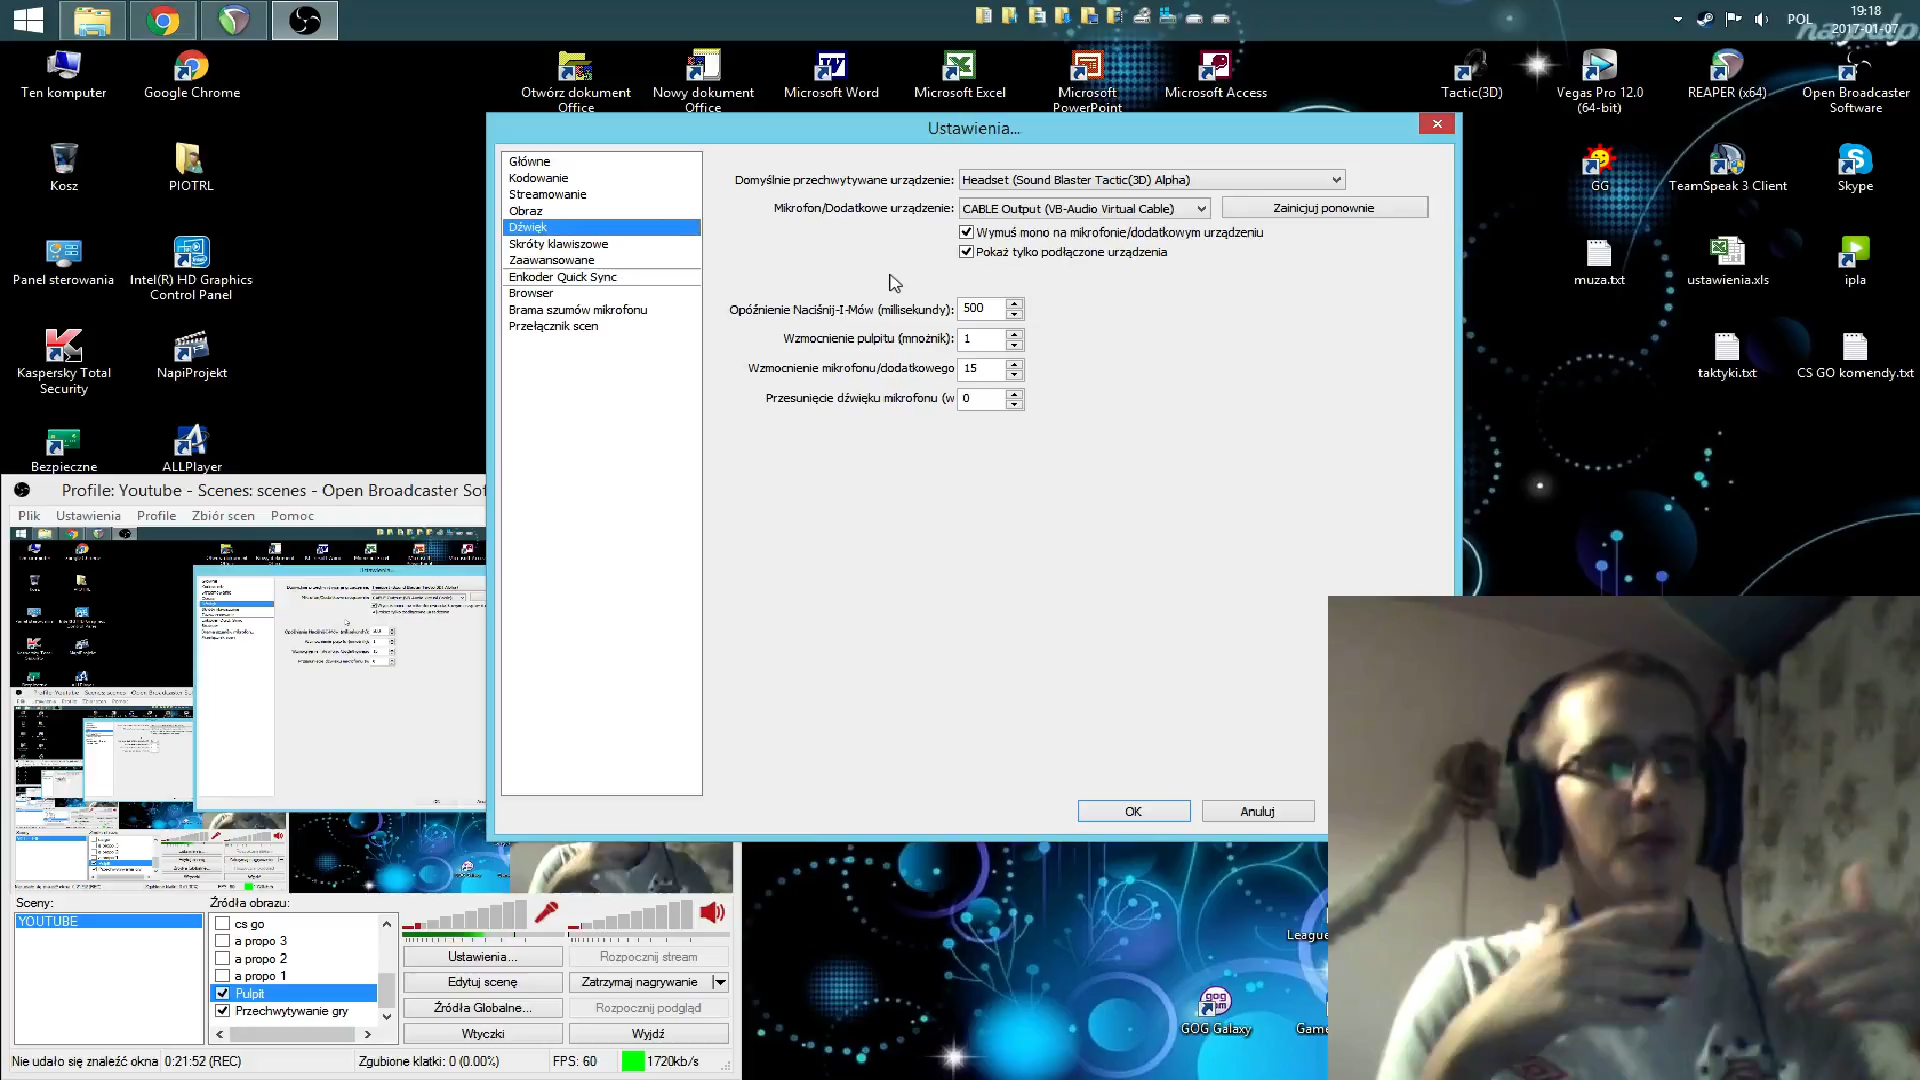 POL
19:18
2017-01-07
Ten komputer
Google Chrome
Otwórz dokument Office
Nowy dokument Office
Microsoft Word
Microsoft Excel
Microsoft PowerPoint
Microsoft Access
Tactic(3D)
Vegas Pro 12.0 (64-bit)
REAPER (x64)
Open Broadcaster Software
Kosz
PIOTRL
GG
TeamSpeak 3 Client
Skype
Panel sterowania
Intel(R) HD Graphics Control Panel
muza.txt
ustawienia.xls
ipla
Kaspersky Total Security
NapiProjekt
taktyki.txt
CS GO komendy.txt
Bezpieczne
ALLPlayer
Ustawienia...
Główne
Kodowanie
Streamowanie
Obraz
Dźwięk
Skróty klawiszowe
Zaawansowane
Enkoder Quick Sync
Browser
Brama szumów mikrofonu
Przełącznik scen
Domyślnie przechwytywane urządzenie: Headset (Sound Blaster Tactic(3D) Alpha)
Mikrofon/Dodatkowe urządzenie: CABLE Output (VB-Audio Virtual Cable) Zainicjuj ponownie
Wymuś mono na mikrofonie/dodatkowym urządzeniu
Pokaż tylko podłączone urządzenia
Opóźnienie Naciśnij-I-Mów (millisekundy): 500
Wzmocnienie pulpitu (mnożnik): 1
Wzmocnienie mikrofonu/dodatkowego 15
Przesunięcie dźwięku mikrofonu (w 0
OK
Anuluj
Profile: Youtube - Scenes: scenes - Open Broadcaster Sof
Plik Ustawienia Profile Zbiór scen Pomoc
Sceny:
YOUTUBE
Źródła obrazu:
cs go
a propo 3
a propo 2
a propo 1
Pulpit
Przechwytywanie gry
Ustawienia...
Rozpocznij stream
Edytuj scenę
Zatrzymaj nagrywanie
Źródła Globalne...
Rozpocznij podgląd
Wtyczki
Wyjdź
Nie udało się znaleźć okna 0:21:52 (REC) Zgubione klatki: 0 (0.00%) FPS: 60 1720kb/s
League
GOG Galaxy
Game